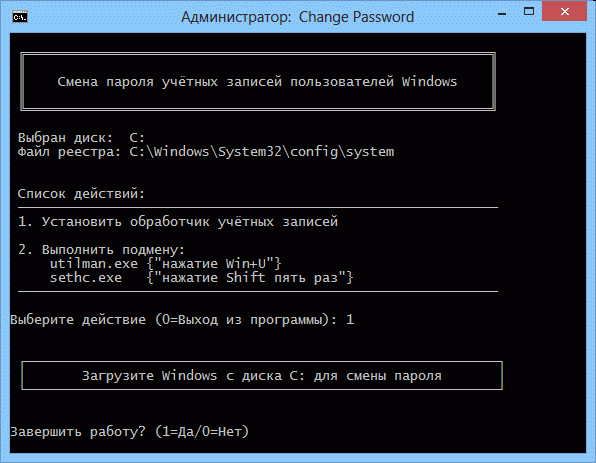 Администратор: Change Password
Смена пароля учётных записей пользователей Windows
Выбран диск: C:
Файл реестра: C:\Windows\System32\config\system
Список действий:
1. Установить обработчик учётных записей
2. Выполнить подмену:
utilman.exe {"нажатие Win+U"}
sethc.exe {"нажатие Shift пять раз"}
Выберите действие (0=Выход из программы): 1
Загрузите Windows с диска C: для смены пароля
Завершить работу? (1=Да/0=Нет)